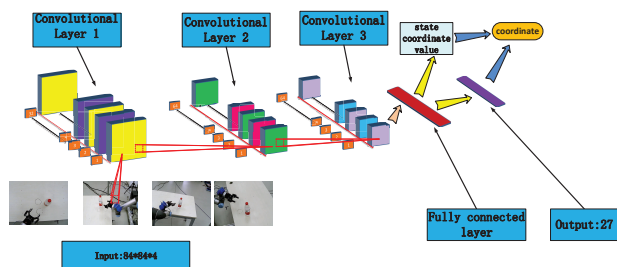 Convolutional
Layer 1
Convolutional
Layer 2
Convolutional
Layer 3
state
coordinate
value
coordinate
Fully connected
layer
Output:27
Input:84*84*4